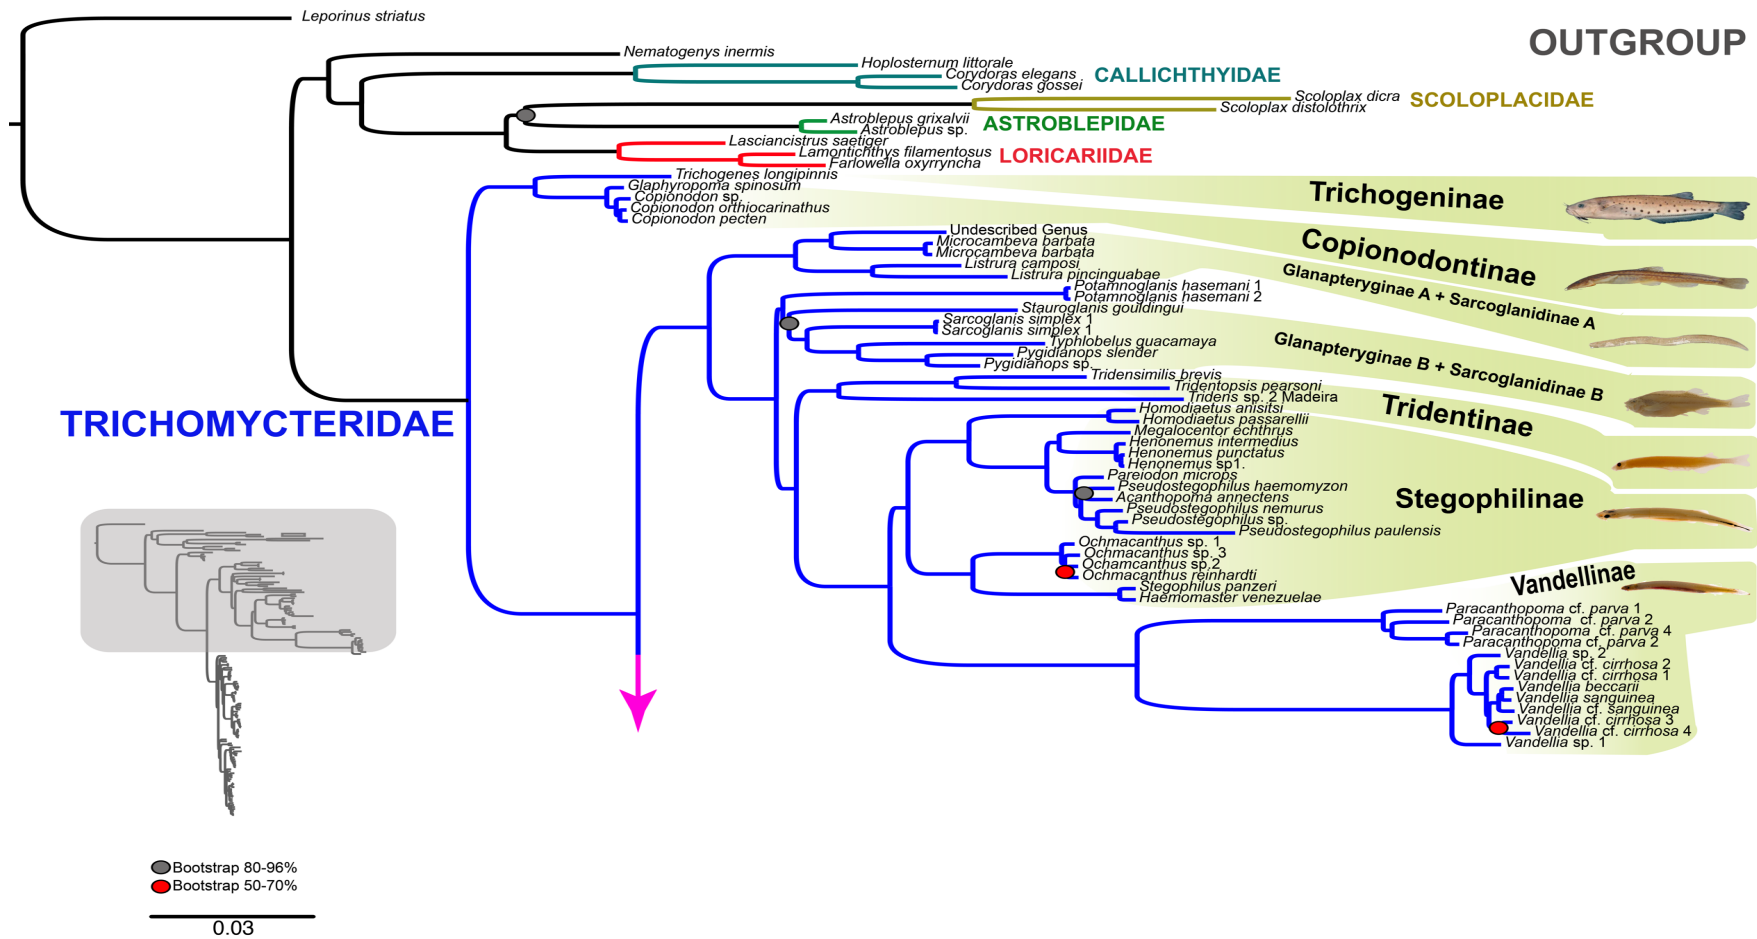 Leporinus striatus
OUTGROUP
Nematogenys inermis
Hoplosternum littorale
Corydoras elegans
CALLICHTHYIDAE
Corydoras gossei
Scoloplax dicra
SCOLOPLACIDAE
Scoloplax distolothrix
Astroblepus grixalvii
ASTROBLEPIDAE
Astroblepus sp.
Lasciancistrus saetiger
Lamontichthys filamentosus
LORICARIIDAE
Farlowella oxyrryncha
Trichogenes longipinnis
Trichogeninae
Glaphyropoma spinosum
Copionodon sp.
Copionodon orthiocarinathus
Copionodon pecten
Copionodontinae
Undescribed Genus
Microcambeva barbata
Microcambeva barbata
Listrura camposi
Listrura pincinguabae
Glanapteryginae A + Sarcoglanidinae A
Potamnoglanis hasemani 1
Potamnoglanis hasemani 2
Stauroglanis gouldingui
Sarcoglanis simplex 1
Sarcoglanis simplex 1
Typhlobelus guacamaya
Pygidianops slender
Pygidianops sp.
Glanapteryginae B + Sarcoglanidinae B
Tridensimilis brevis
Tridentopsis pearsoni
Tridens sp. 2 Madeira
Tridentinae
TRICHOMYCTERIDAE
Homodiaetus anisitsi
Homodiaetus passarellii
Megalocentor echthrus
Henonemus intermedius
Henonemus punctatus
Henonemus sp1.
Pareiodon microps
Pseudostegophilus haemomyzon
Acanthopoma annectens
Stegophilinae
Pseudostegophilus nemurus
Pseudostegophilus sp.
Pseudostegophilus paulensis
Ochmacanthus sp. 1
Ochmacanthus sp. 3
Ochamcanthus sp.2
Ochmacanthus reinhardti
Stegophilus panzeri
Haemomaster venezuelae
Vandellinae
Paracanthopoma cf. parva 1
Paracanthopoma cf. parva 2
Paracanthopoma cf. parva 4
Paracanthopoma cf. parva 2
Vandellia sp. 2
Vandellia cf. cirrhosa 2
Vandellia cf. cirrhosa 1
Vandellia beccarii
Vandellia sanguinea
Vandellia cf. sanguinea
Vandellia cf. cirrhosa 3
Vandellia cf. cirrhosa 4
Vandellia sp. 1
Bootstrap 80-96%
Bootstrap 50-70%
0.03